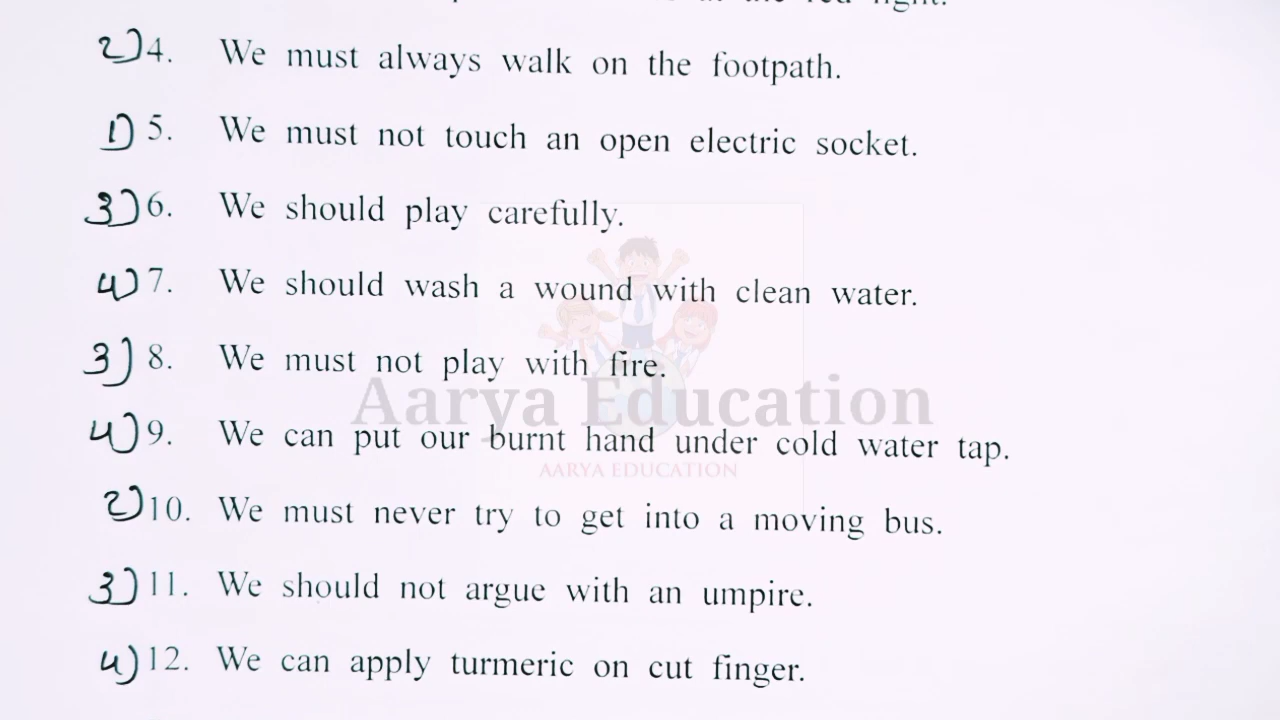 the red light.
2) 4. We must always walk on the footpath.
1) 5. We must not touch an open electric socket.
3) 6. We should play carefully.
4) 7. We should wash a wound with clean water.
3) 8. We must not play with fire.
Aarya Education
4) 9. We can put our burnt hand under cold water tap.
AARYA EDUCATION
2) 10. We must never try to get into a moving bus.
3) 11. We should not argue with an umpire.
4) 12. We can apply turmeric on cut finger.